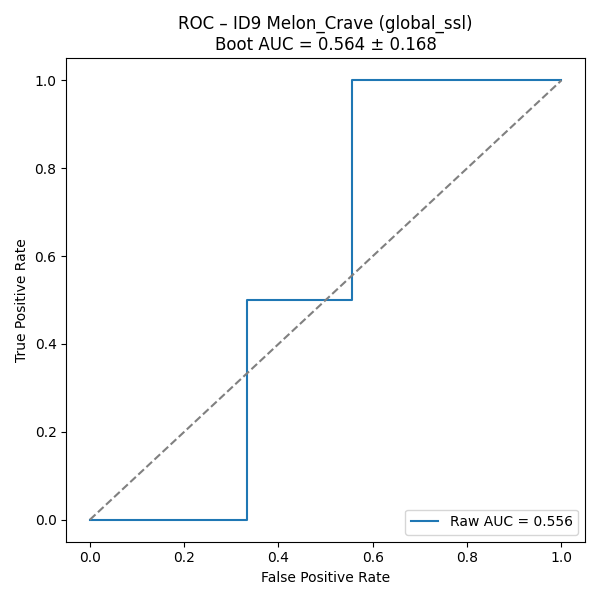 ROC – ID9 Melon_Crave (global_ssl)
Boot AUC = 0.564 ± 0.168
1.0
0.8
0.6
0.4
0.2
0.0
True Positive Rate
Raw AUC = 0.556
0.0 0.2 0.4 0.6 0.8 1.0
False Positive Rate